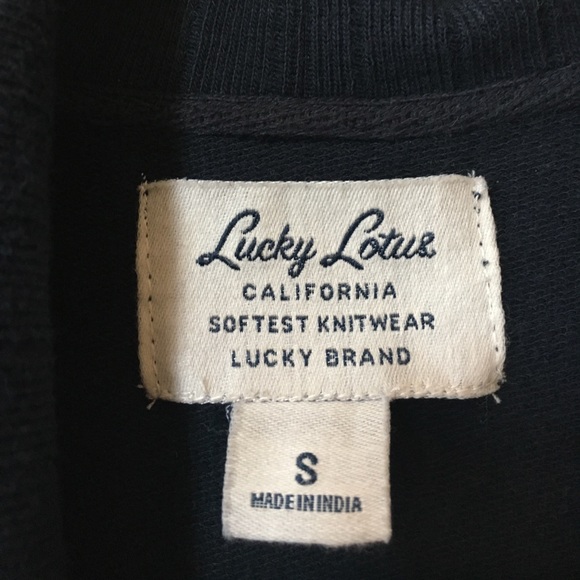 Lucky Lotus
CALIFORNIA
SOFTEST KNITWEAR
LUCKY BRAND
S
MADE IN INDIA